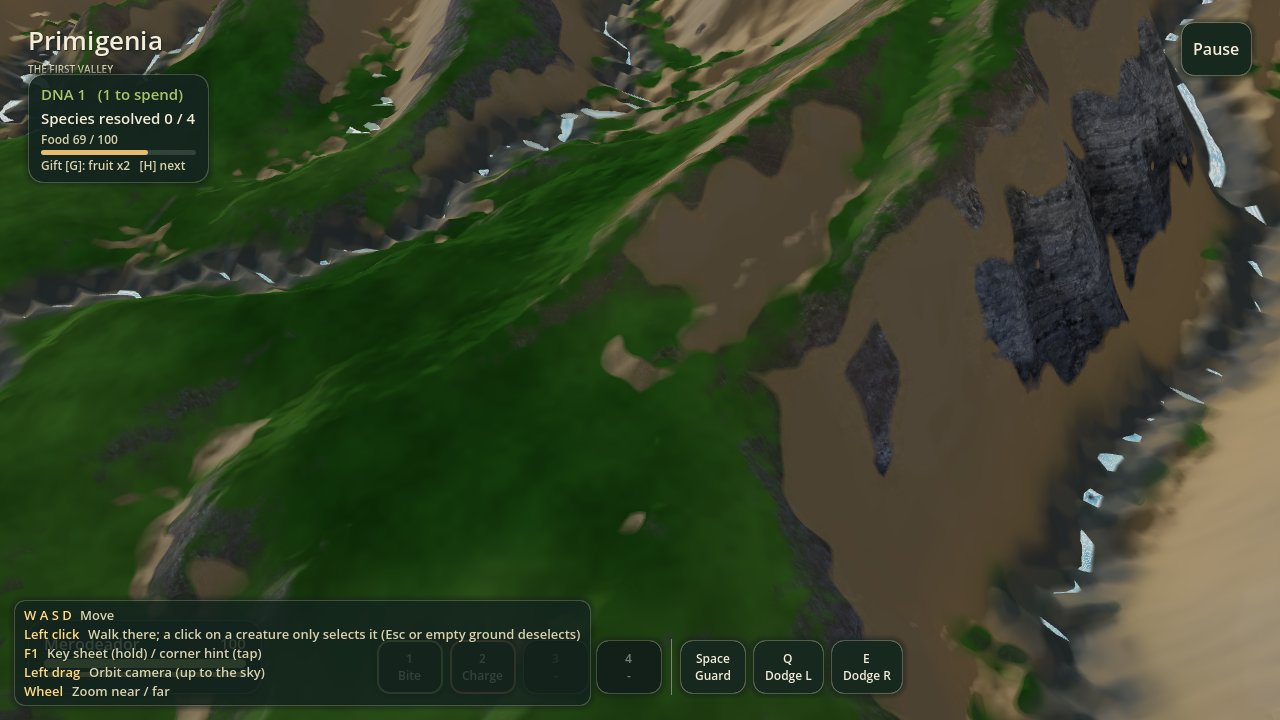 Primigenia
THE FIRST VALLEY
DNA 1 (1 to spend)
Species resolved 0 / 4
Food 69 / 100
Gift [G]: fruit x2 [H] next
Pause
W A S D Move
Left click Walk there; a click on a creature only selects it (Esc or empty ground deselects)
F1 Key sheet (hold) / corner hint (tap)
Left drag Orbit camera (up to the sky)
Wheel Zoom near / far
1
Bite
2
Charge
3
-
4
-
Space
Guard
Q
Dodge L
E
Dodge R